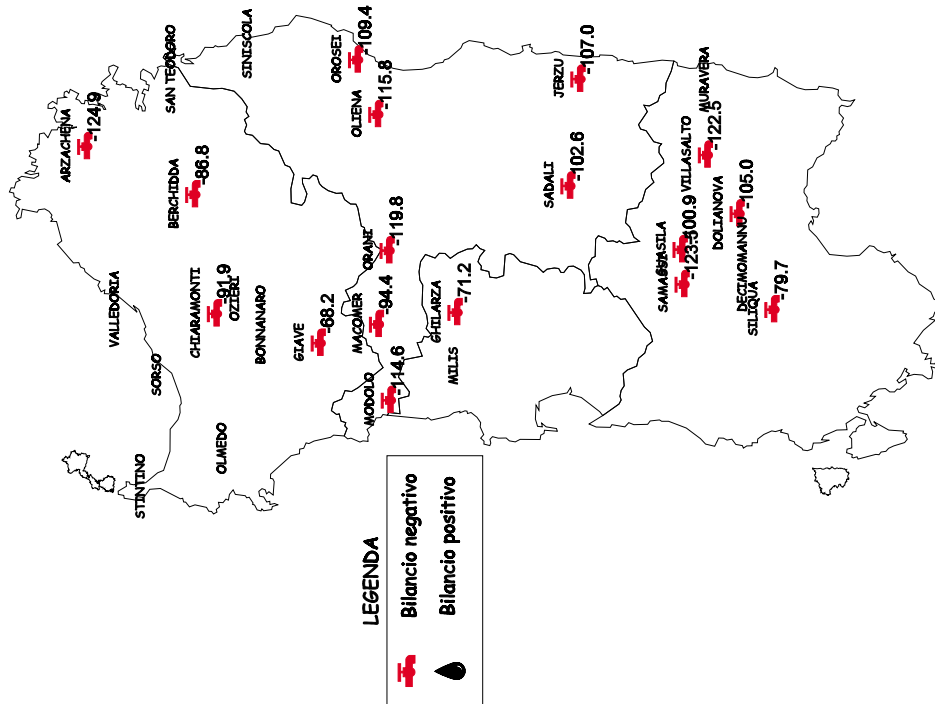 ARZACHENA
-124.9
SAN TEODORO
SINISCOLA
BERCHIDDA
-86.8
VALLEDORIA
SORSO
STINTINO
CHIARAMONTI
-91.9
OZIERI
OLMEDO
BONNANARO
GIAVE
-68.2
OROSEI
-109.4
OLIENA
-115.8
ORANI
-119.8
MACOMER
-94.4
MODOLO
-114.6
GHILARZA
-71.2
MILIS
JERZU
-107.0
SADALI
-102.6
MURAVERA
VILLASALTO
-122.5
GUASILA
-100.9
SAMASSI
DOLIANOVA
-105.0
DECIMOMANNU
SILIQUA
-79.7
LEGENDA
Bilancio negativo
Bilancio positivo